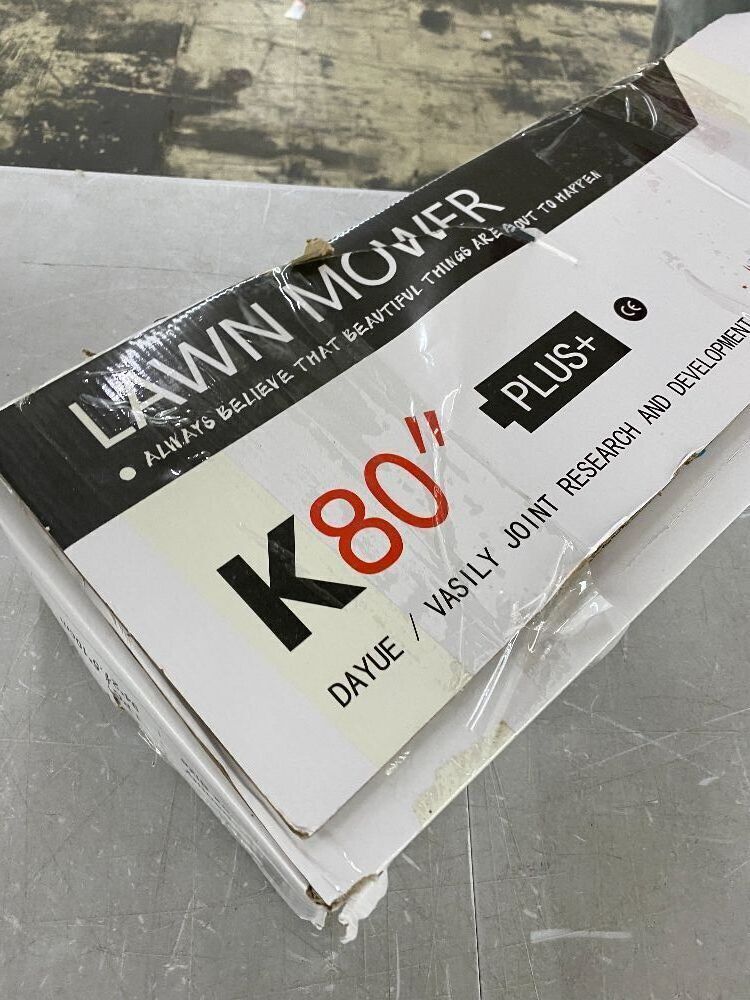 LAWN MOWER
• ALWAYS BELIEVE THAT BEAUTIFUL THINGS ARE ABOUT TO HAPPEN
K80" PLUS+ CE
DAYUE / VASILY JOINT RESEARCH AND DEVELOPMENT